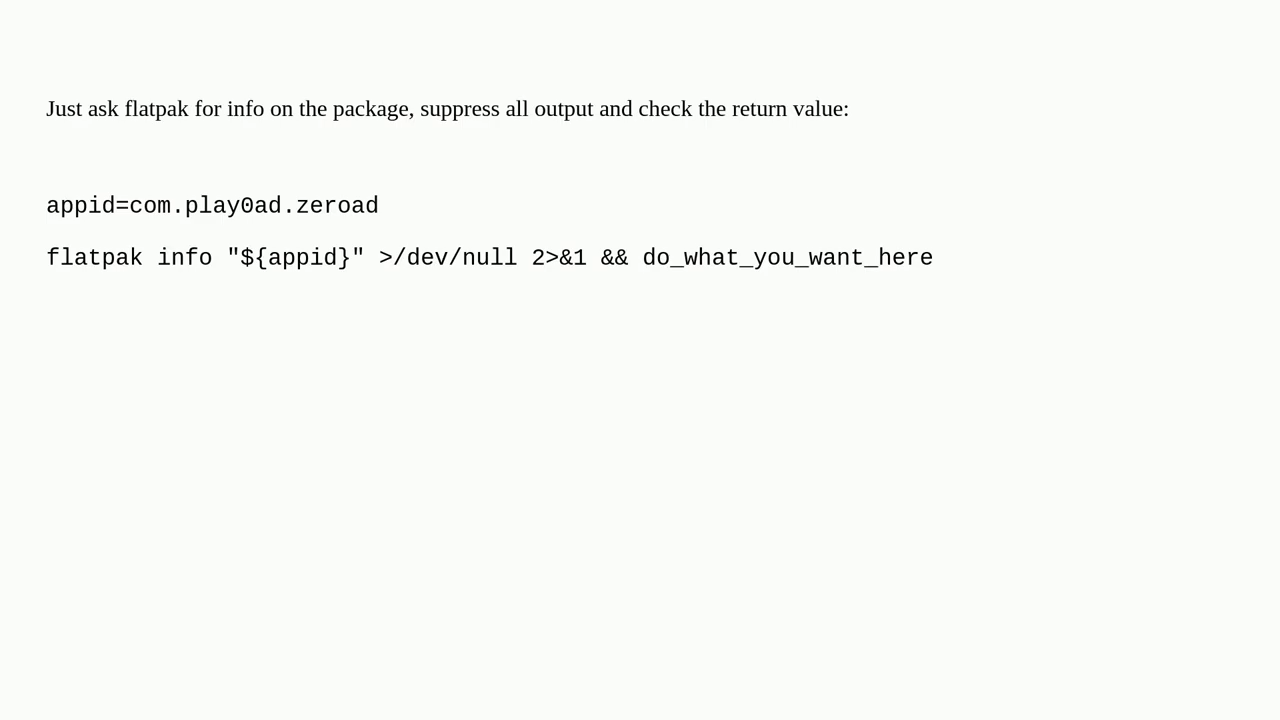 Just ask flatpak for info on the package, suppress all output and check the return value:
appid=com.play0ad.zeroad
flatpak info "${appid}" >/dev/null 2>&1 && do_what_you_want_here